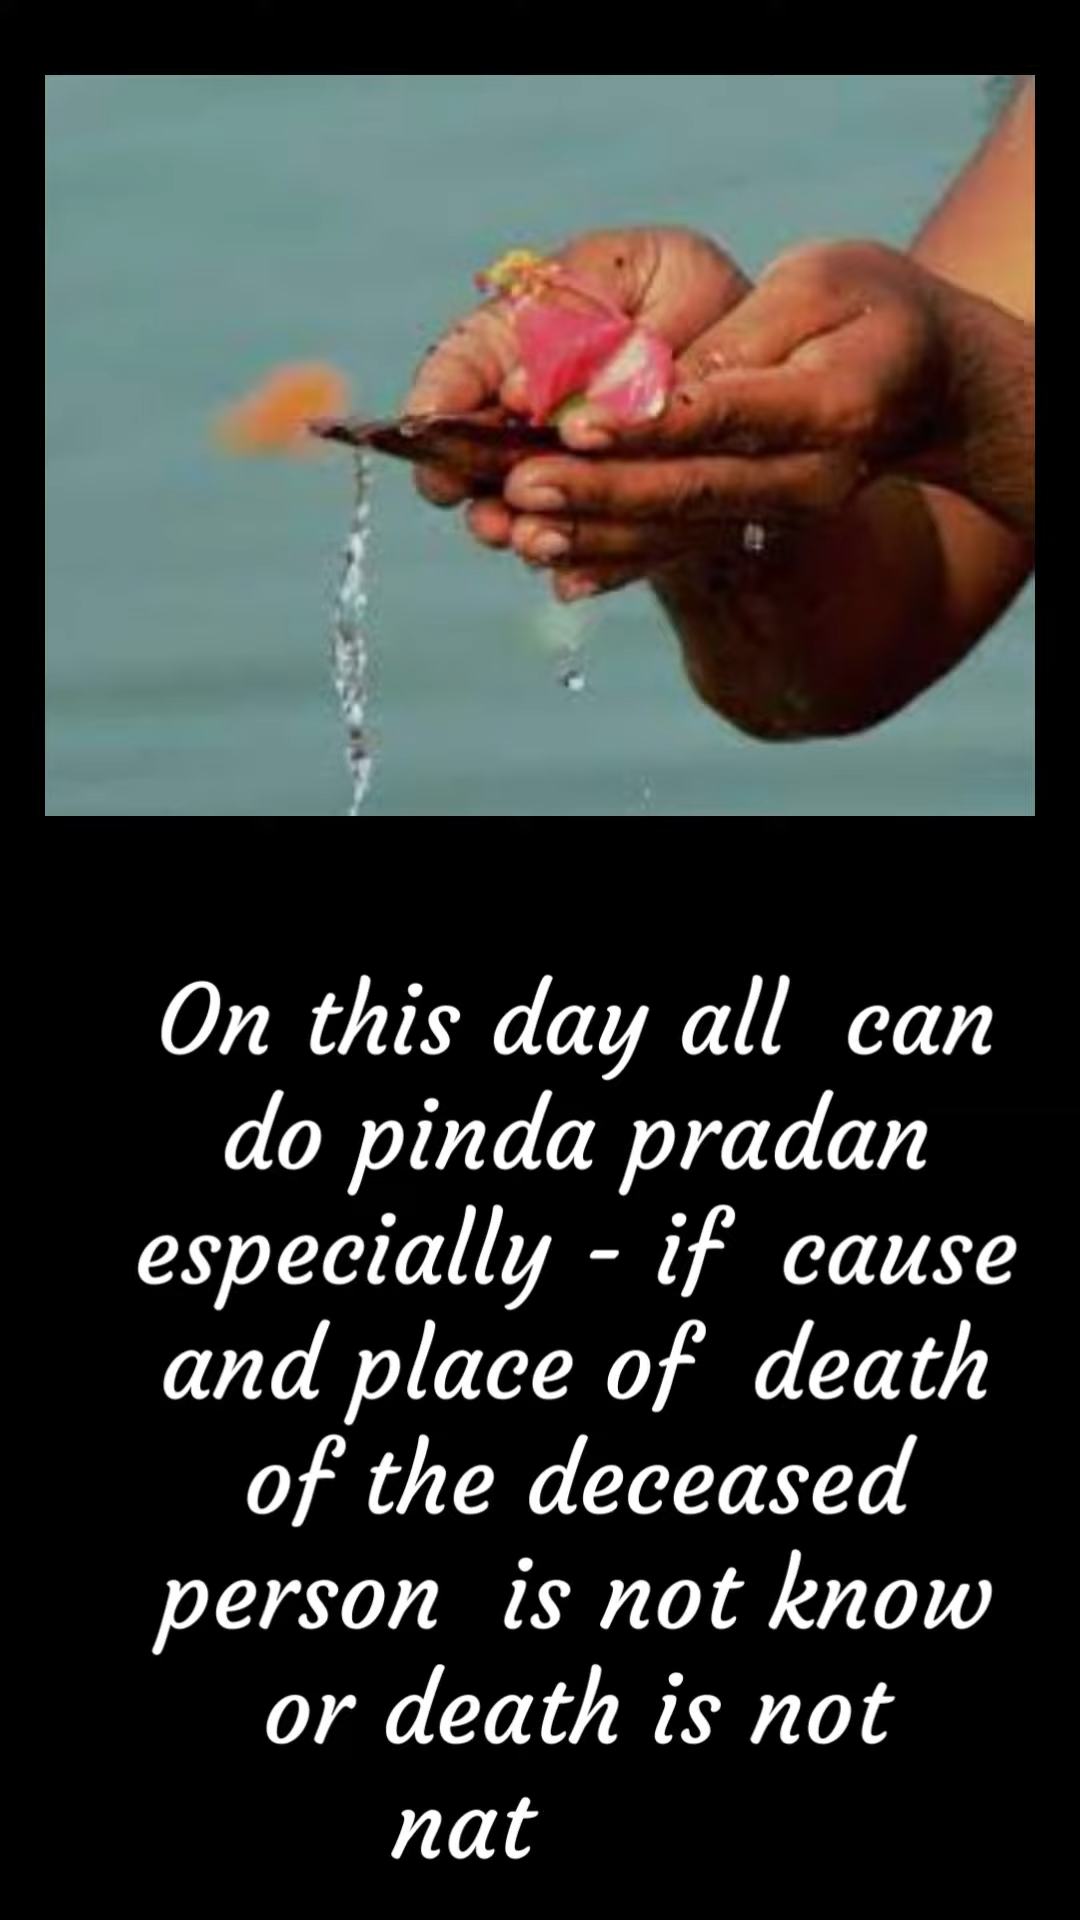 On this day all can
do pinda pradan
especially - if cause
and place of death
of the deceased
person is not know
or death is not
nat